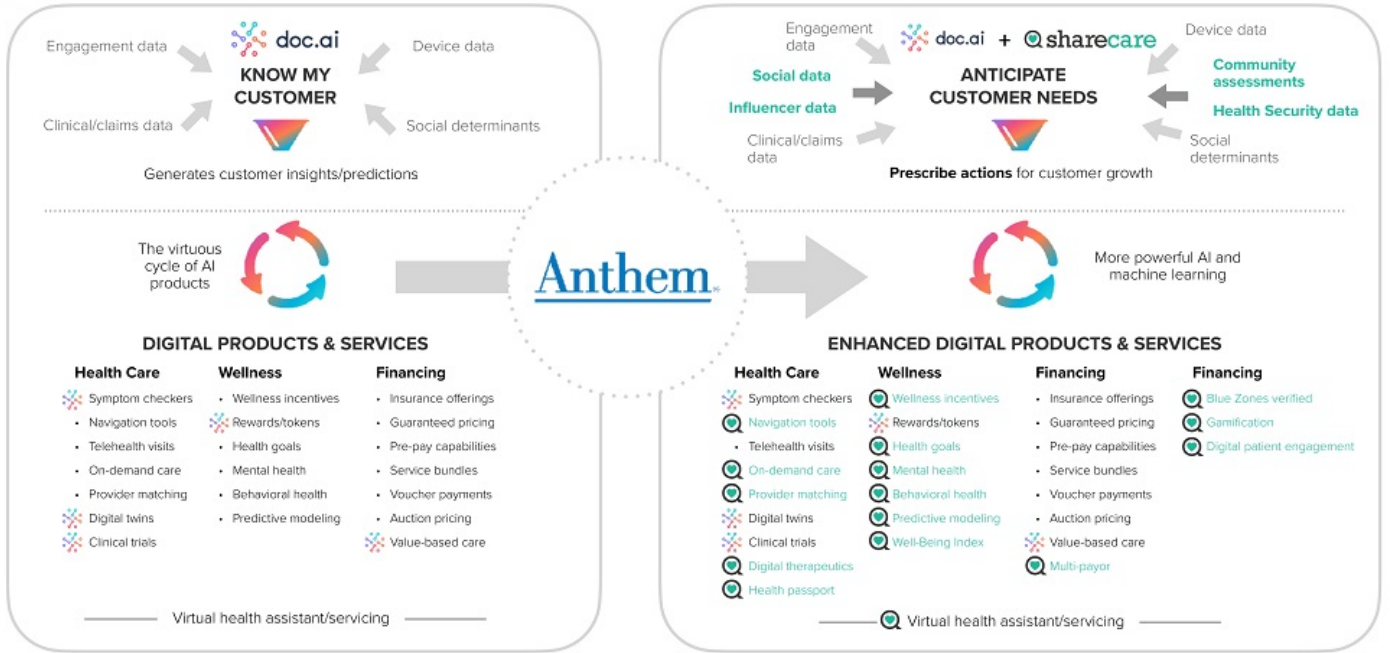 doc.ai
Engagement data
Device data
KNOW MY
CUSTOMER
Clinical/claims data
Social determinants
Generates customer insights/predictions
The virtuous
cycle of AI
products
DIGITAL PRODUCTS & SERVICES
Health Care
Symptom checkers
• Navigation tools
• Telehealth visits
• On-demand care
• Provider matching
Digital twins
Clinical trials
Wellness
• Wellness incentives
Rewards/tokens
• Health goals
• Mental health
• Behavioral health
• Predictive modeling
Financing
• Insurance offerings
• Guaranteed pricing
• Pre-pay capabilities
• Service bundles
• Voucher payments
• Auction pricing
Value-based care
Virtual health assistant/servicing
Anthem®
doc.ai + sharecare
Engagement
data
Device data
Social data
Influencer data
ANTICIPATE
CUSTOMER NEEDS
Community
assessments
Health Security data
Clinical/claims
data
Social
determinants
Prescribe actions for customer growth
More powerful AI and
machine learning
ENHANCED DIGITAL PRODUCTS & SERVICES
Health Care
Symptom checkers
Navigation tools
• Telehealth visits
On-demand care
Provider matching
Digital twins
Clinical trials
Digital therapeutics
Health passport
Wellness
Wellness incentives
Rewards/tokens
Health goals
Mental health
Behavioral health
Predictive modeling
Well-Being Index
Financing
• Insurance offerings
• Guaranteed pricing
• Pre-pay capabilities
• Service bundles
• Voucher payments
• Auction pricing
Value-based care
Multi-payor
Financing
Blue Zones verified
Gamification
Digital patient engagement
Virtual health assistant/servicing